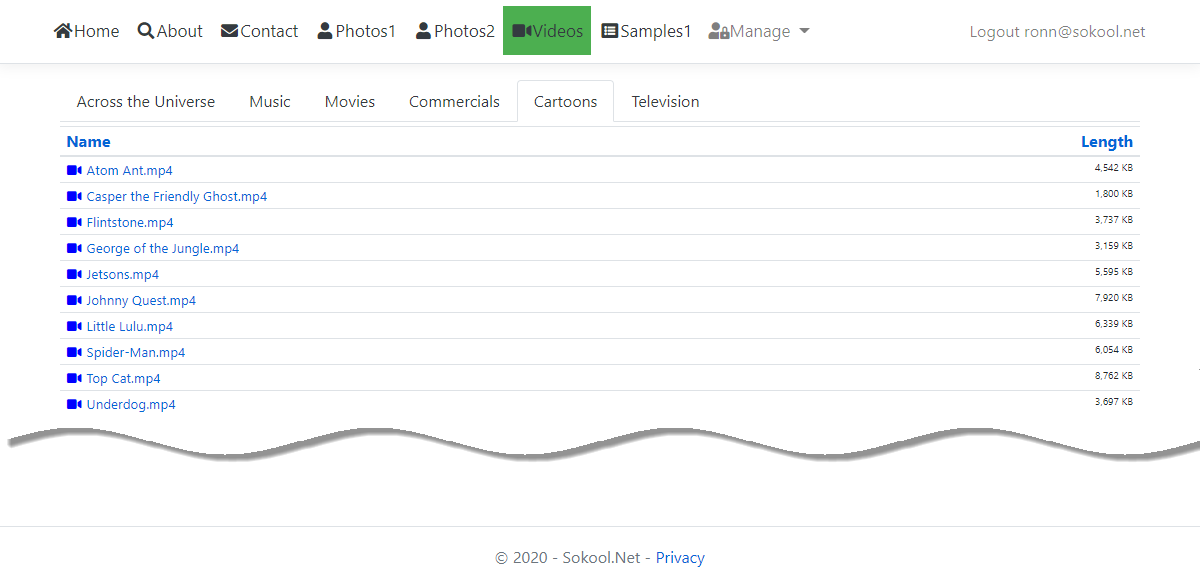 Home About Contact Photos1 Photos2 Videos Samples1 Manage Logout ronn@sokool.net
Across the Universe Music Movies Commercials Cartoons Television
Name Length
Atom Ant.mp4 4,542 KB
Casper the Friendly Ghost.mp4 1,800 KB
Flintstone.mp4 3,737 KB
George of the Jungle.mp4 3,159 KB
Jetsons.mp4 5,595 KB
Johnny Quest.mp4 7,920 KB
Little Lulu.mp4 6,339 KB
Spider-Man.mp4 6,054 KB
Top Cat.mp4 8,762 KB
Underdog.mp4 3,697 KB
© 2020 - Sokool.Net - Privacy